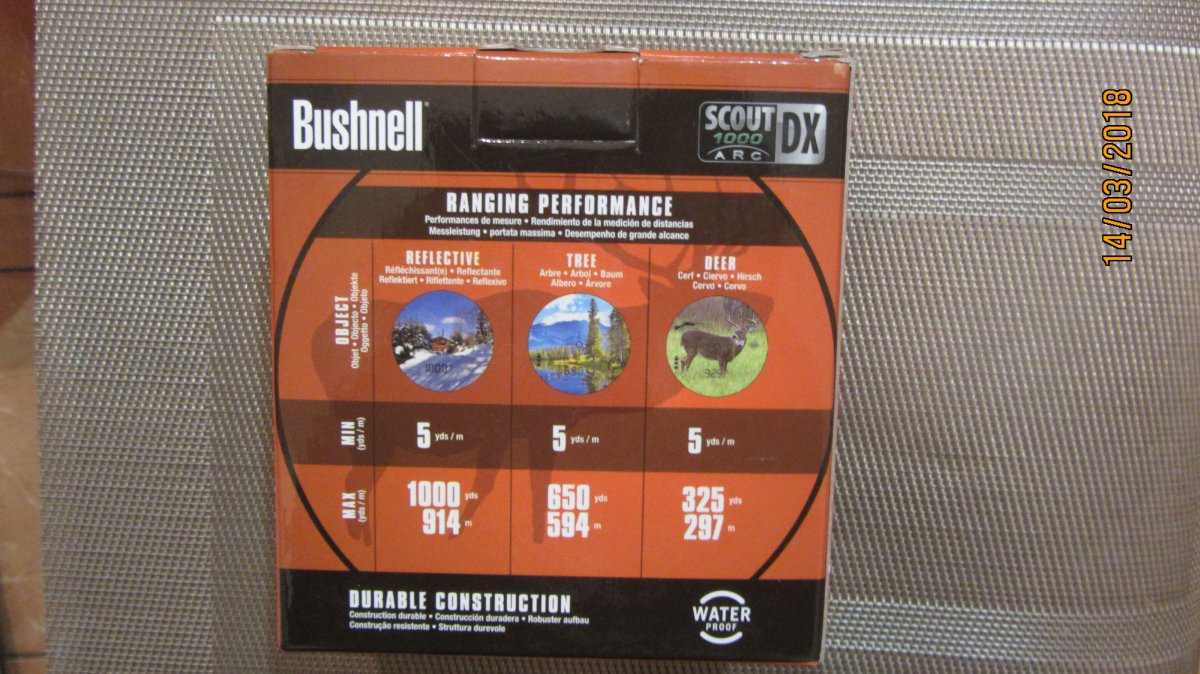 Bushnell®
SCOUT DX
1000
ARC
RANGING PERFORMANCE
Performances de mesure • Rendimiento de la medición de distancias
Messleistung • portata massima • Desempenho de grande alcance
OBJECT
Objet • Objecto • Objekte
Oggetto • Objeto
REFLECTIVE
Réfléchissant(e) • Reflectante
Reflektiert • Riflettente • Reflexivo
TREE
Arbre • Arbol • Baum
Albero • Arvore
DEER
Cerf • Ciervo • Hirsch
Cervo • Cervo
MIN
(yds / m)
5 yds / m
5 yds / m
5 yds / m
MAX
(yds / m)
1000 yds
914 m
650 yds
594 m
325 yds
297 m
DURABLE CONSTRUCTION
Construction durable • Construcción duradera • Robuster aufbau
Construção resistente • Struttura durevole
WATER
PROOF
14/03/2018